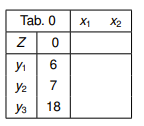 Tab. 0 x₁ x₂
Z 0
y₁ 6
y₂ 7
y₃ 18